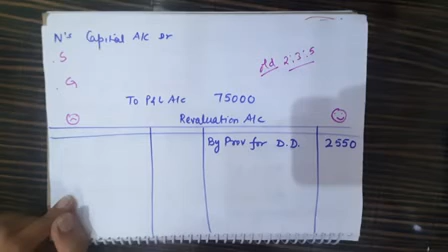 N's Capital A/c Dr
.S
old 2:3:5
.G
To P&L A/c 75000
Revaluation A/c
By Prov for D.D. 2550